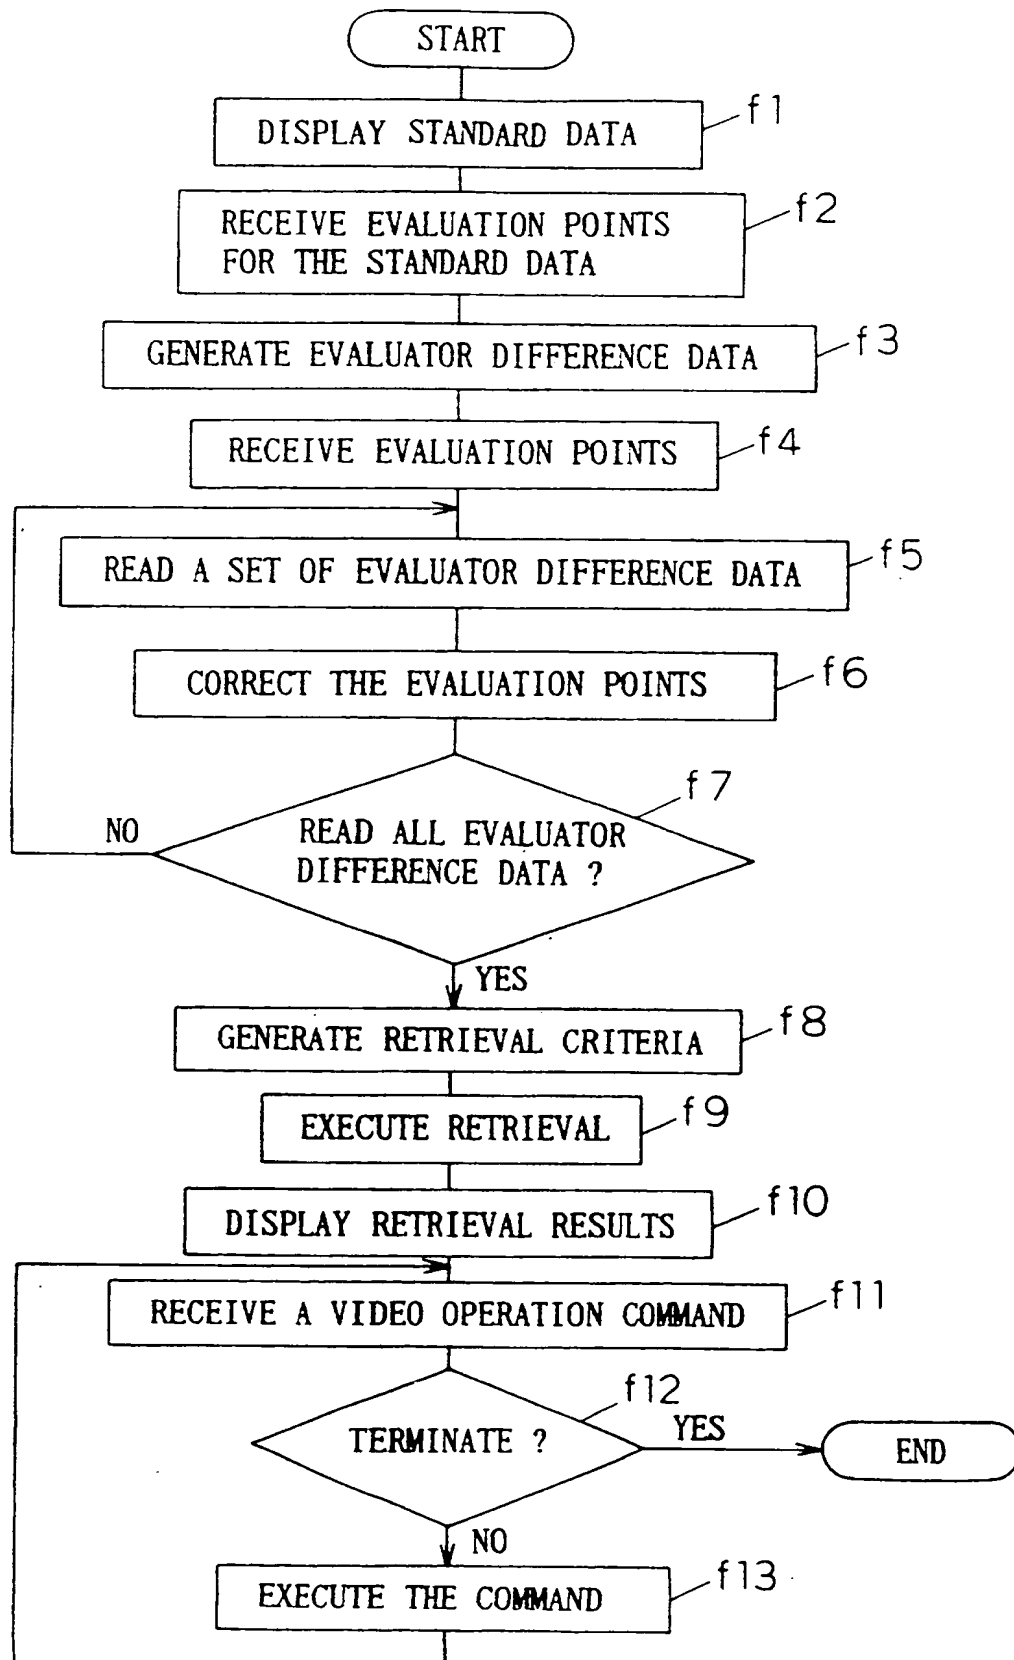 START
DISPLAY STANDARD DATA
f1
RECEIVE EVALUATION POINTS
FOR THE STANDARD DATA
f2
GENERATE EVALUATOR DIFFERENCE DATA
f3
RECEIVE EVALUATION POINTS
f4
READ A SET OF EVALUATOR DIFFERENCE DATA
f5
CORRECT THE EVALUATION POINTS
f6
f7
NO
READ ALL EVALUATOR
DIFFERENCE DATA ?
YES
GENERATE RETRIEVAL CRITERIA
f8
EXECUTE RETRIEVAL
f9
DISPLAY RETRIEVAL RESULTS
f10
RECEIVE A VIDEO OPERATION COMMAND
f11
f12
TERMINATE ?
YES
END
NO
EXECUTE THE COMMAND
f13